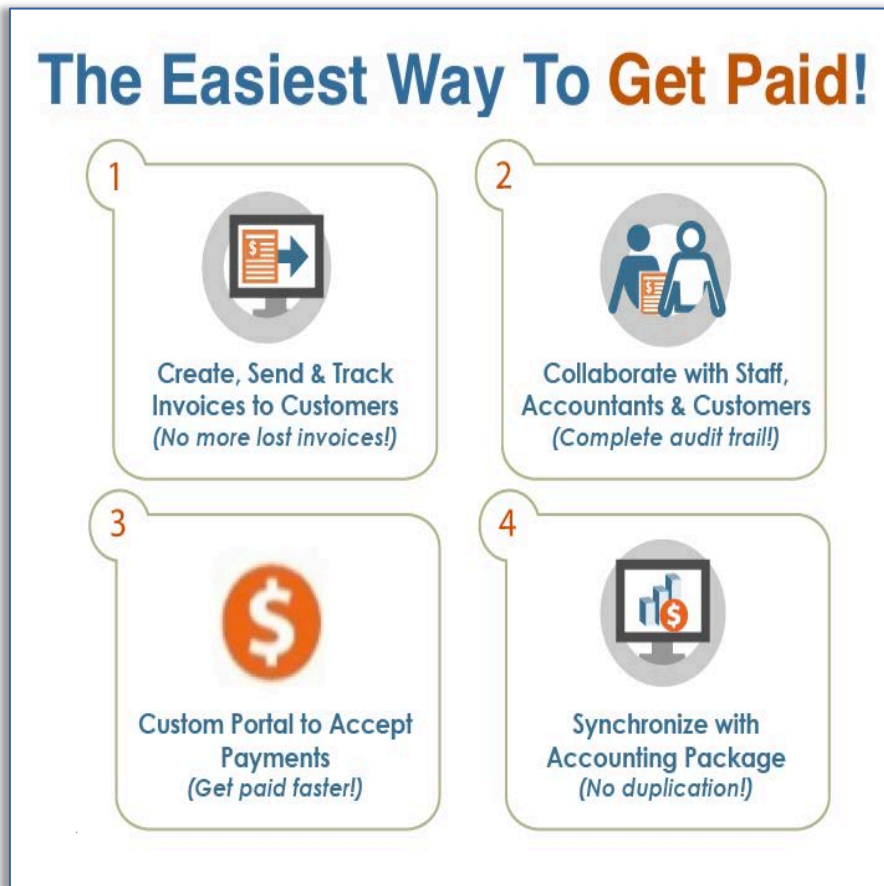 The Easiest Way To Get Paid!
1
Create, Send & Track
Invoices to Customers
(No more lost invoices!)
2
Collaborate with Staff,
Accountants & Customers
(Complete audit trail!)
3
Custom Portal to Accept
Payments
(Get paid faster!)
4
Synchronize with
Accounting Package
(No duplication!)